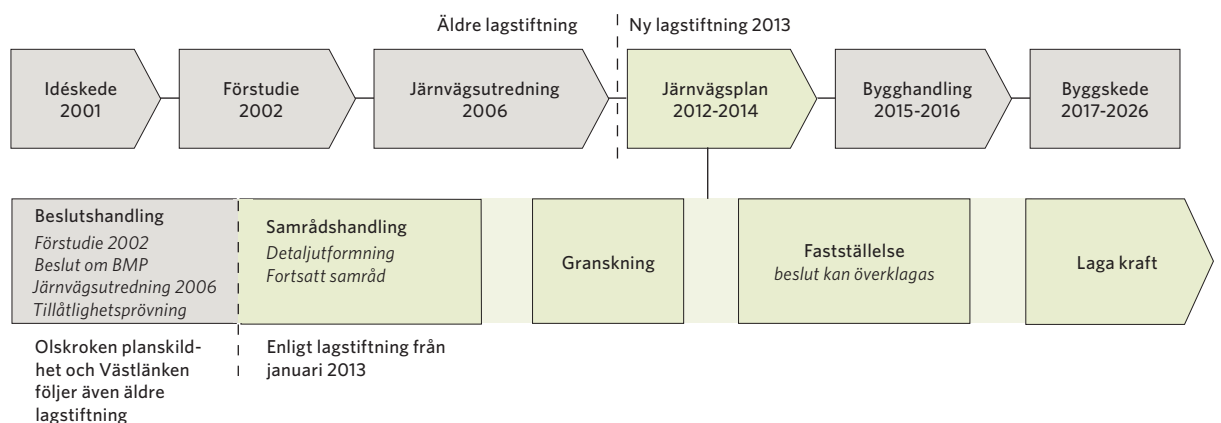 Äldre lagstiftning
Ny lagstiftning 2013
Idéskede
2001
Förstudie
2002
Järnvägsutredning
2006
Järnvägsplan
2012-2014
Bygghandling
2015-2016
Byggskede
2017-2026
Beslutshandling
Förstudie 2002
Beslut om BMP
Järnvägsutredning 2006
Tillåtlighetsprövning
Samrådshandling
Detaljutformning
Fortsatt samråd
Granskning
Fastställelse
beslut kan överklagas
Laga kraft
Olskroken planskild-
het och Västlänken
följer även äldre
lagstiftning
Enligt lagstiftning från
januari 2013